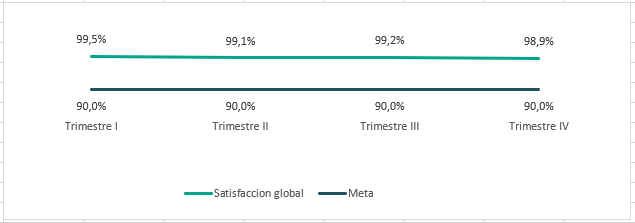 99,5% 99,1% 99,2% 98,9%
90,0% 90,0% 90,0% 90,0%
Trimestre I Trimestre II Trimestre III Trimestre IV
Satisfaccion global Meta